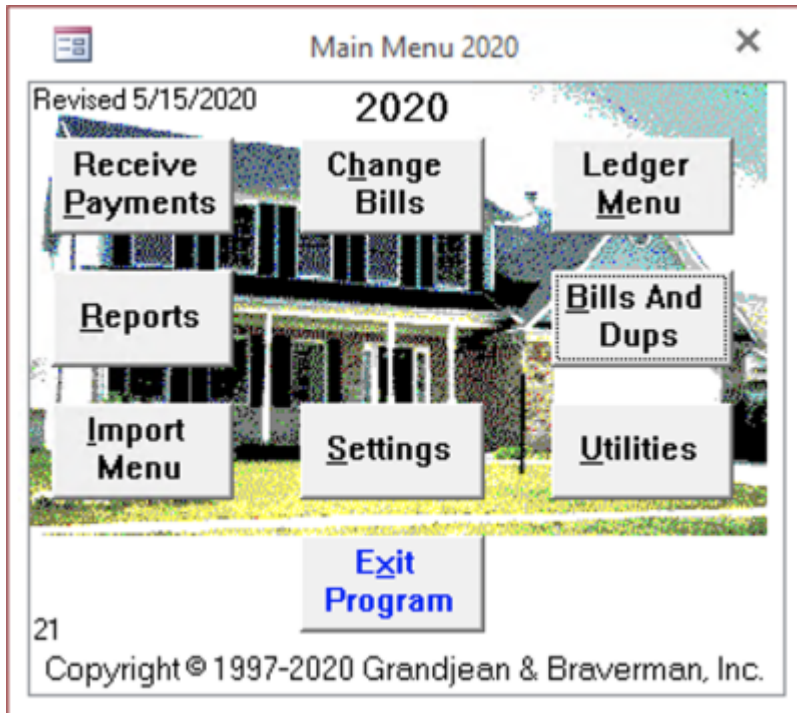 Main Menu 2020
Revised 5/15/2020
2020
Receive
Payments
Change
Bills
Ledger
Menu
Reports
Bills And
Dups
Import
Menu
Settings
Utilities
Exit
Program
21
Copyright © 1997-2020 Grandjean & Braverman, Inc.